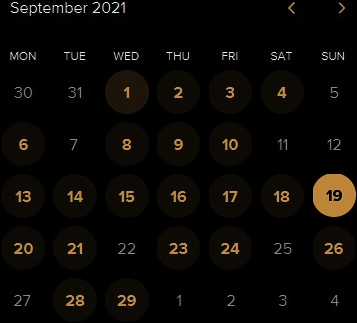 September 2021
MON TUE WED THU FRI SAT SUN
30 31 1 2 3 4 5
6 7 8 9 10 11 12
13 14 15 16 17 18 19
20 21 22 23 24 25 26
27 28 29 1 2 3 4